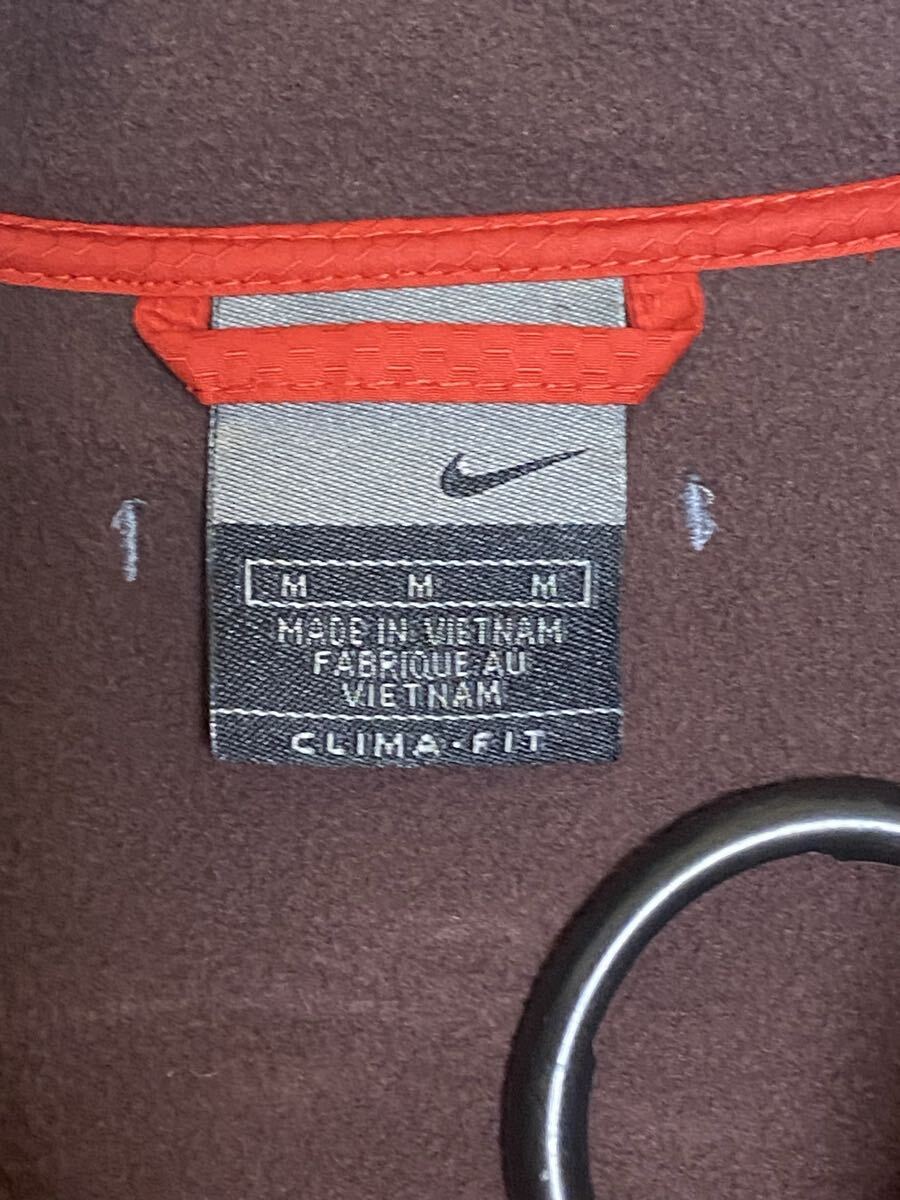 M M M
MADE IN VIETNAM
FABRIQUE AU
VIETNAM
CLIMA-FIT